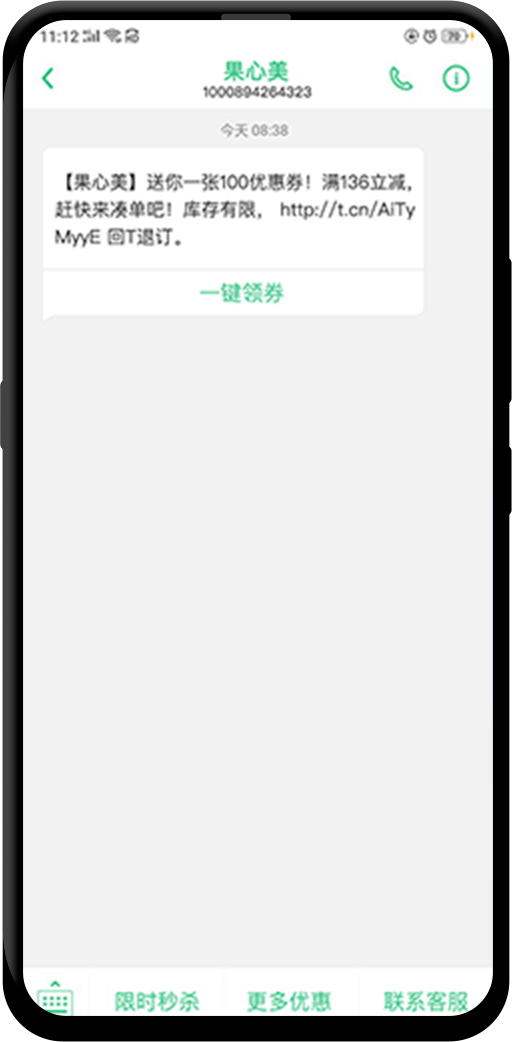 11:12
70
果心美
1000894264323
今天 08:38
【果心美】送你一张100优惠券！满136立减，
赶快来凑单吧！库存有限， http://t.cn/AiTy
MyyE 回T退订。
一键领券
限时秒杀
更多优惠
联系客服